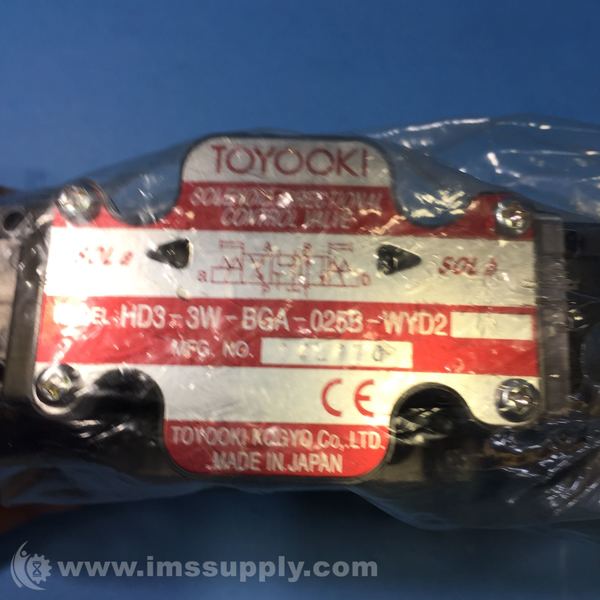 TOYOOKI
SOLENOID DIRECTIONAL
CONTROL VALVE
SOL a
SOL b
MODEL: HD3-3W-BGA-025B-WYD2
MFG. NO.
CE
TOYOOKI KOGYO, Co., LTD.
MADE IN JAPAN
www.imssupply.com